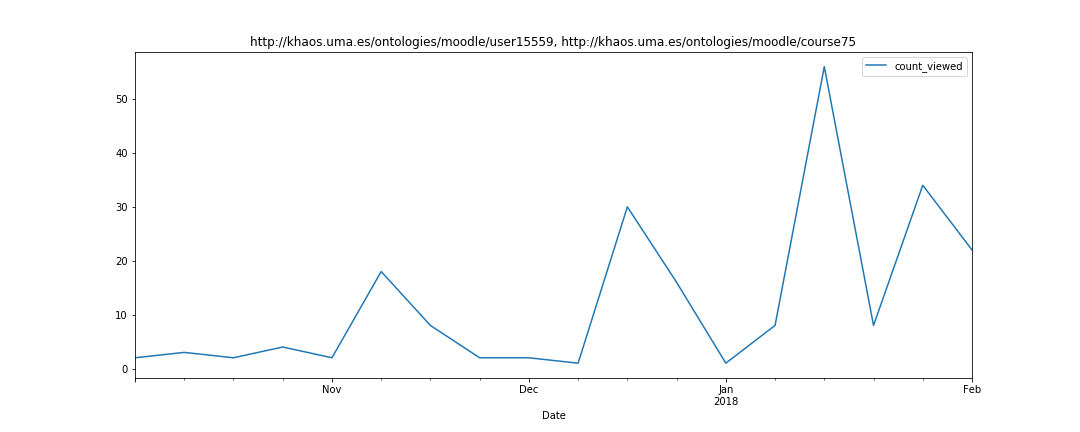 http://khaos.uma.es/ontologies/moodle/user15559, http://khaos.uma.es/ontologies/moodle/course75
count_viewed
50
40
30
20
10
0
Nov
Dec
Jan
2018
Feb
Date